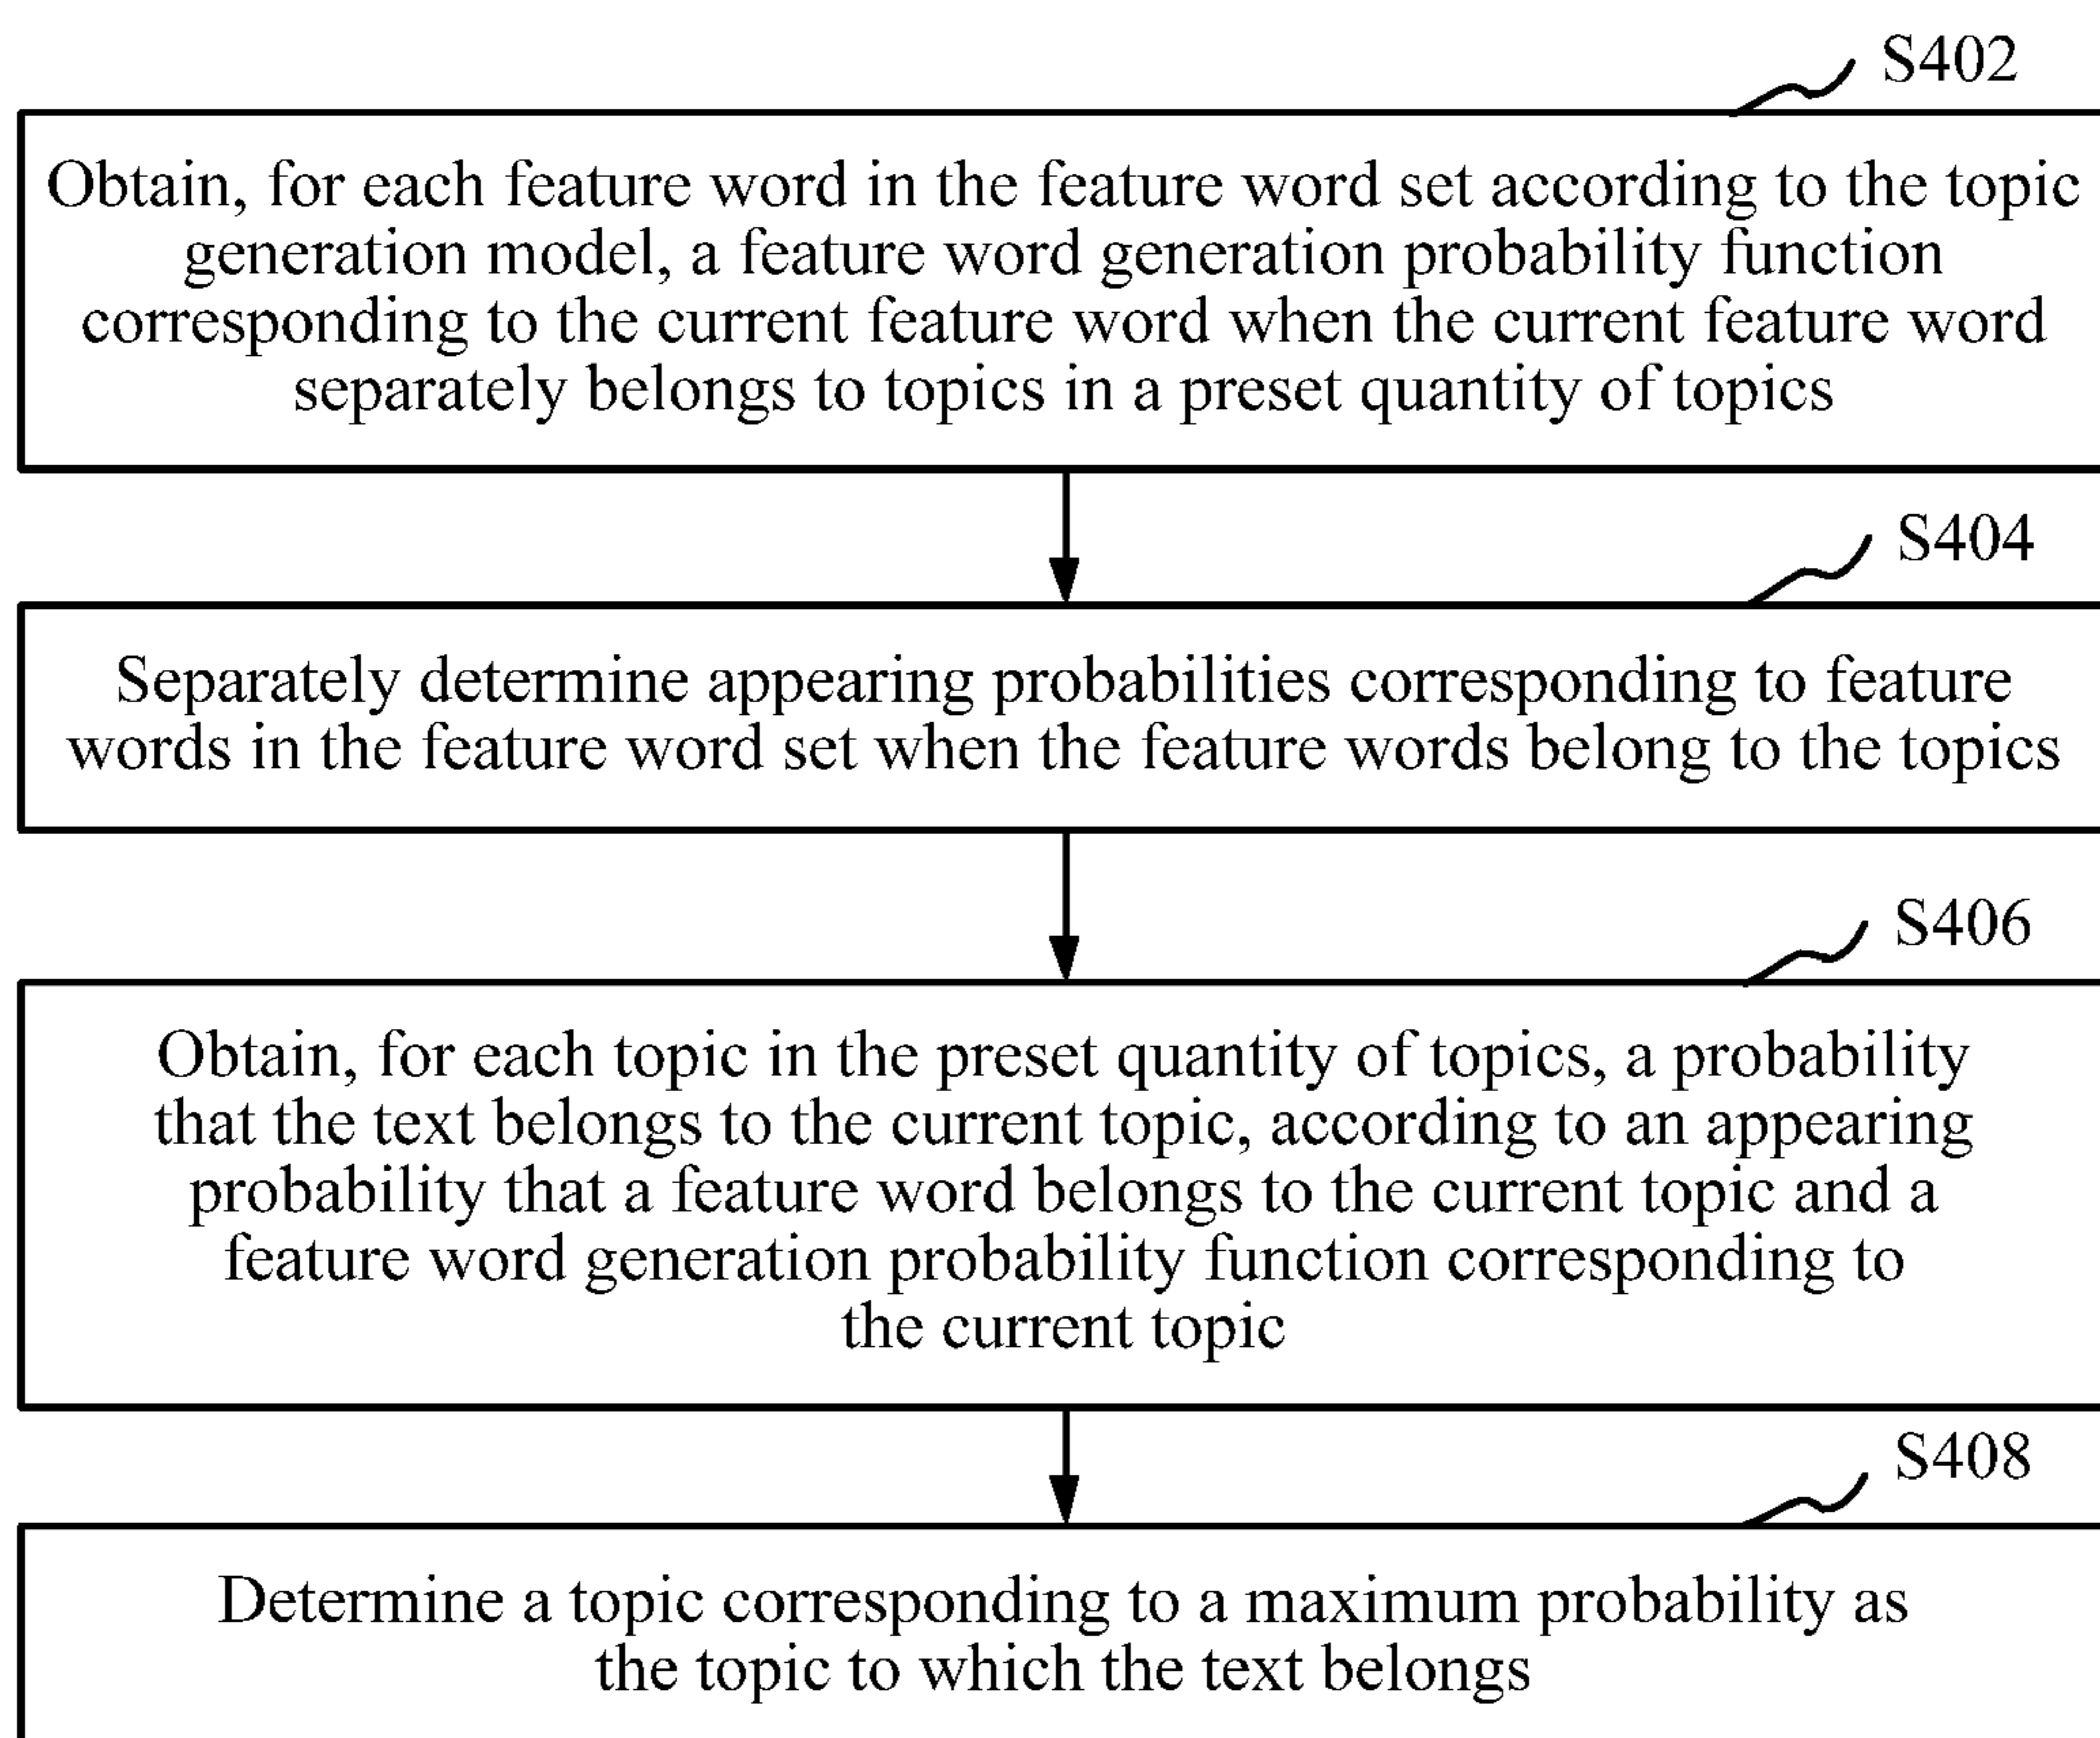 S402
Obtain, for each feature word in the feature word set according to the topic
generation model, a feature word generation probability function
corresponding to the current feature word when the current feature word
separately belongs to topics in a preset quantity of topics
S404
Separately determine appearing probabilities corresponding to feature
words in the feature word set when the feature words belong to the topics
S406
Obtain, for each topic in the preset quantity of topics, a probability
that the text belongs to the current topic, according to an appearing
probability that a feature word belongs to the current topic and a
feature word generation probability function corresponding to
the current topic
S408
Determine a topic corresponding to a maximum probability as
the topic to which the text belongs